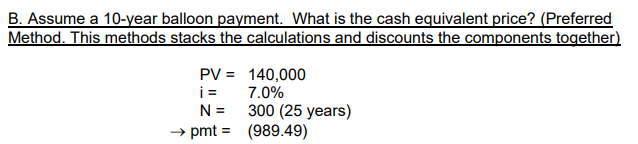 B. Assume a 10-year balloon payment. What is the cash equivalent price? (Preferred
Method. This methods stacks the calculations and discounts the components together)
PV = 140,000
i = 7.0%
N = 300 (25 years)
→ pmt = (989.49)